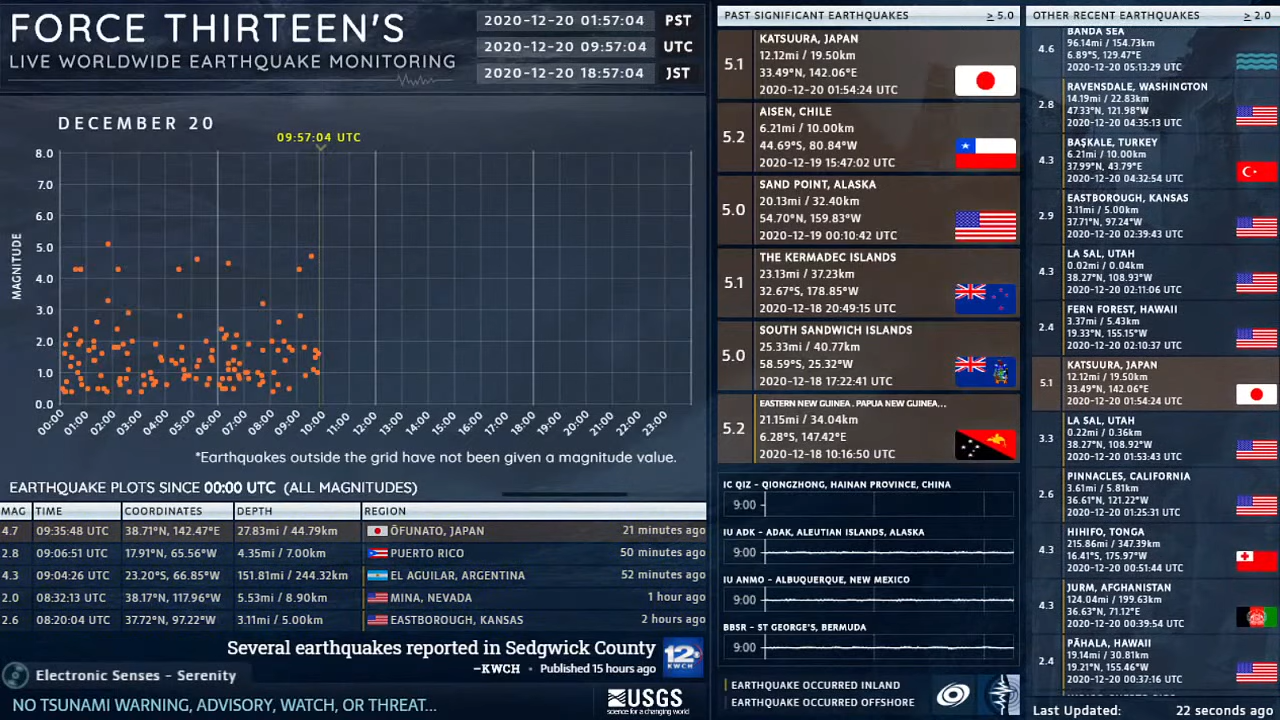 FORCE THIRTEEN'S
LIVE WORLDWIDE EARTHQUAKE MONITORING
2020-12-20 01:57:04 PST
2020-12-20 09:57:04 UTC
2020-12-20 18:57:04 JST
DECEMBER 20
09:57:04 UTC
MAGNITUDE
8.0
7.0
6.0
5.0
4.0
3.0
2.0
1.0
0.0
00:00 01:00 02:00 03:00 04:00 05:00 06:00 07:00 08:00 09:00 10:00 11:00 12:00 13:00 14:00 15:00 16:00 17:00 18:00 19:00 20:00 21:00 22:00 23:00
*Earthquakes outside the grid have not been given a magnitude value.
EARTHQUAKE PLOTS SINCE 00:00 UTC (ALL MAGNITUDES)
MAG TIME COORDINATES DEPTH REGION
4.7 09:35:48 UTC 38.71°N, 142.47°E 27.83mi / 44.79km ŌFUNATO, JAPAN 21 minutes ago
2.8 09:06:51 UTC 17.91°N, 65.56°W 4.35mi / 7.00km PUERTO RICO 50 minutes ago
4.3 09:04:26 UTC 23.20°S, 66.85°W 151.81mi / 244.32km EL AGUILAR, ARGENTINA 52 minutes ago
2.0 08:32:13 UTC 38.17°N, 117.96°W 5.53mi / 8.90km MINA, NEVADA 1 hour ago
2.6 08:20:04 UTC 37.72°N, 97.22°W 3.11mi / 5.00km EASTBOROUGH, KANSAS 2 hours ago
Several earthquakes reported in Sedgwick County
–KWCH • Published 15 hours ago
12
KWCH
Electronic Senses - Serenity
NO TSUNAMI WARNING, ADVISORY, WATCH, OR THREAT...
USGS
science for a changing world
PAST SIGNIFICANT EARTHQUAKES ≥ 5.0
5.1
KATSUURA, JAPAN
12.12mi / 19.50km
33.49°N, 142.06°E
2020-12-20 01:54:24 UTC
5.2
AISEN, CHILE
6.21mi / 10.00km
44.69°S, 80.84°W
2020-12-19 15:47:02 UTC
5.0
SAND POINT, ALASKA
20.13mi / 32.40km
54.70°N, 159.83°W
2020-12-19 00:10:42 UTC
5.1
THE KERMADEC ISLANDS
23.13mi / 37.23km
32.67°S, 178.85°W
2020-12-18 20:49:15 UTC
5.0
SOUTH SANDWICH ISLANDS
25.33mi / 40.77km
58.59°S, 25.32°W
2020-12-18 17:22:41 UTC
5.2
EASTERN NEW GUINEA , PAPUA NEW GUINEA...
21.15mi / 34.04km
6.28°S, 147.42°E
2020-12-18 10:16:50 UTC
IC QIZ - QIONGZHONG, HAINAN PROVINCE, CHINA
9:00
IU ADK - ADAK, ALEUTIAN ISLANDS, ALASKA
9:00
IU ANMO - ALBUQUERQUE, NEW MEXICO
9:00
BBSR - ST GEORGE'S, BERMUDA
9:00
EARTHQUAKE OCCURRED INLAND
EARTHQUAKE OCCURRED OFFSHORE
OTHER RECENT EARTHQUAKES ≥ 2.0
4.6
BANDA SEA
96.14mi / 154.73km
6.89°S, 129.47°E
2020-12-20 05:13:29 UTC
2.8
RAVENSDALE, WASHINGTON
14.19mi / 22.83km
47.33°N, 121.98°W
2020-12-20 04:35:13 UTC
4.3
BAŞKALE, TURKEY
6.21mi / 10.00km
37.99°N, 43.79°E
2020-12-20 04:32:54 UTC
2.9
EASTBOROUGH, KANSAS
3.11mi / 5.00km
37.71°N, 97.24°W
2020-12-20 02:39:43 UTC
4.3
LA SAL, UTAH
0.02mi / 0.04km
38.27°N, 108.93°W
2020-12-20 02:11:06 UTC
2.4
FERN FOREST, HAWAII
3.37mi / 5.43km
19.33°N, 155.15°W
2020-12-20 02:10:37 UTC
5.1
KATSUURA, JAPAN
12.12mi / 19.50km
33.49°N, 142.06°E
2020-12-20 01:54:24 UTC
3.3
LA SAL, UTAH
0.22mi / 0.36km
38.27°N, 108.92°W
2020-12-20 01:53:43 UTC
2.6
PINNACLES, CALIFORNIA
3.61mi / 5.81km
36.61°N, 121.22°W
2020-12-20 01:25:31 UTC
4.3
HIHIFO, TONGA
215.86mi / 347.39km
16.41°S, 175.97°W
2020-12-20 00:51:44 UTC
4.3
JURM, AFGHANISTAN
124.04mi / 199.63km
36.63°N, 71.12°E
2020-12-20 00:39:54 UTC
2.4
PĀHALA, HAWAII
19.14mi / 30.81km
19.21°N, 155.46°W
2020-12-20 00:37:16 UTC
Last Updated: 22 seconds ago